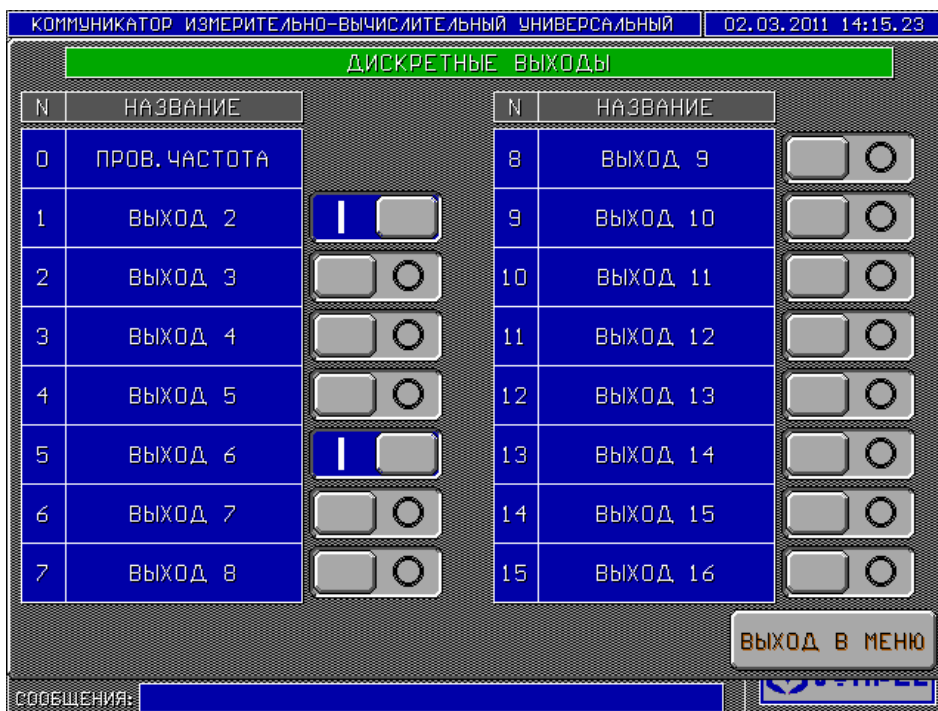 КОММУНИКАТОР ИЗМЕРИТЕЛЬНО-ВЫЧИСЛИТЕЛЬНЫЙ УНИВЕРСАЛЬНЫЙ 02.03.2011 14:15.23
ДИСКРЕТНЫЕ ВЫХОДЫ
N НАЗВАНИЕ N НАЗВАНИЕ
0 ПРОВ.ЧАСТОТА 8 ВЫХОД 9
1 ВЫХОД 2 9 ВЫХОД 10
2 ВЫХОД 3 10 ВЫХОД 11
3 ВЫХОД 4 11 ВЫХОД 12
4 ВЫХОД 5 12 ВЫХОД 13
5 ВЫХОД 6 13 ВЫХОД 14
6 ВЫХОД 7 14 ВЫХОД 15
7 ВЫХОД 8 15 ВЫХОД 16
ВЫХОД В МЕНЮ
СООБЩЕНИЯ: